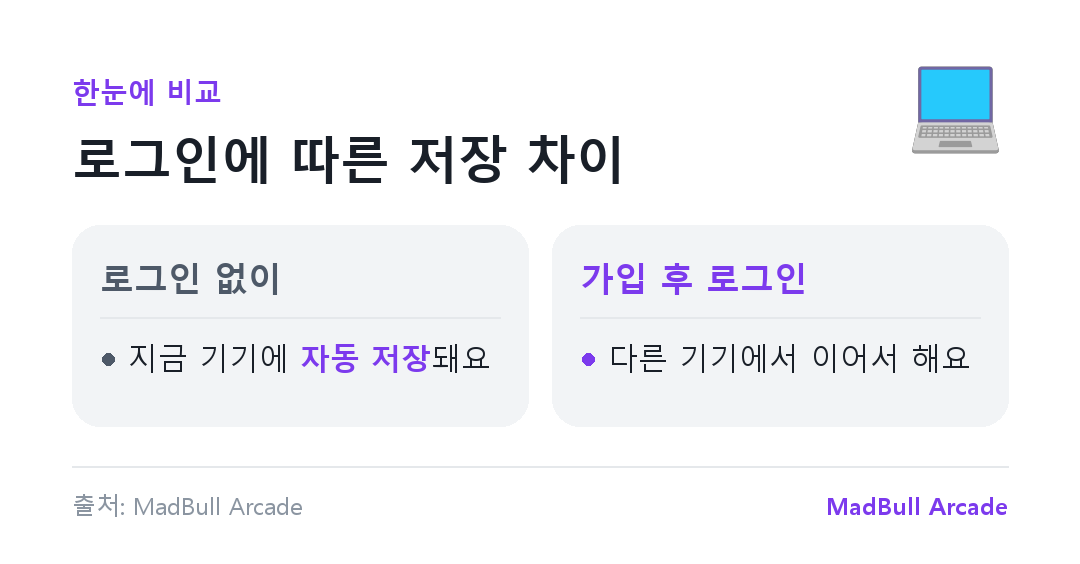 한눈에 비교
로그인에 따른 저장 차이
로그인 없이
지금 기기에 자동 저장돼요
가입 후 로그인
다른 기기에서 이어서 해요
출처: MadBull Arcade
MadBull Arcade